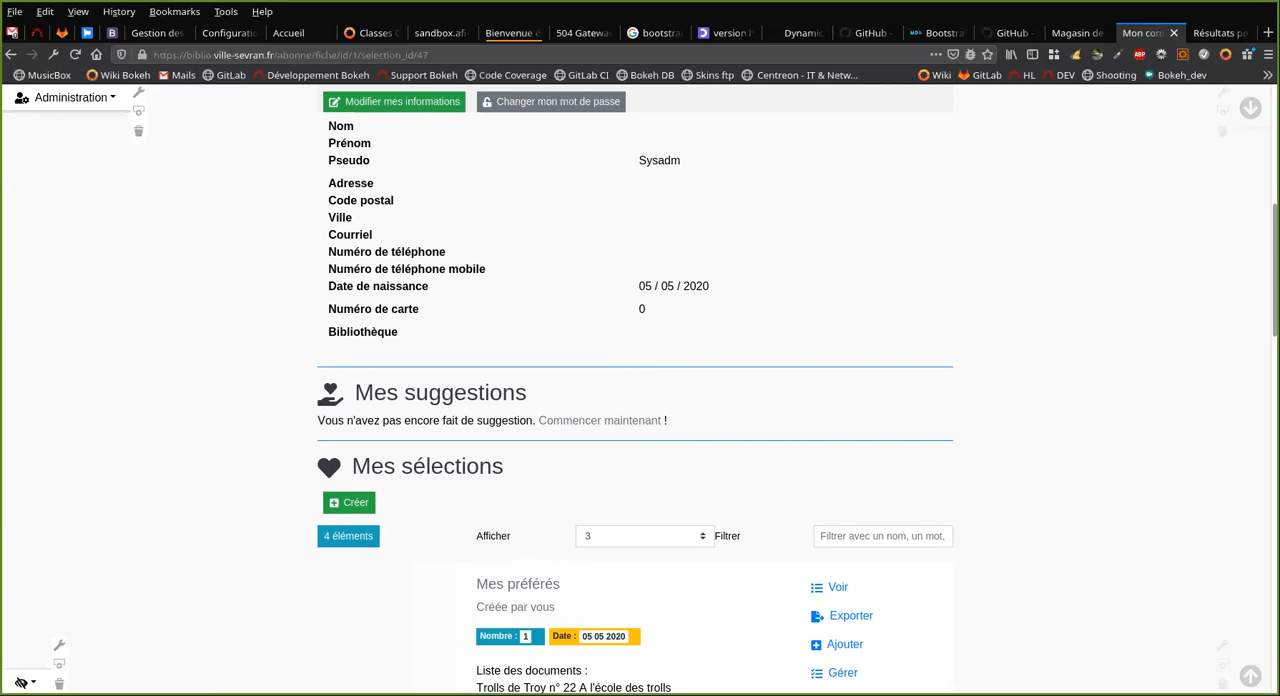 File Edit View History Bookmarks Tools Help
Gestion des Configurati Accueil Classes C sandbox.afi- Bienvenue d 504 Gateway bootstra version l Dynamic GitHub - Bootstra GitHub - Magasin de Mon com Résultats po
https://biblio.ville-sevran.fr/abonne/fiche/id/1/selection_id/47
MusicBox Wiki Bokeh Mails GitLab Développement Bokeh Support Bokeh Code Coverage GitLab CI Bokeh DB Skins ftp Centreon - IT & Netw... Wiki GitLab HL DEV Shooting Bokeh_dev
Administration
Modifier mes informations Changer mon mot de passe
Nom
Prénom
Pseudo Sysadm
Adresse
Code postal
Ville
Courriel
Numéro de téléphone
Numéro de téléphone mobile
Date de naissance 05 / 05 / 2020
Numéro de carte 0
Bibliothèque
Mes suggestions
Vous n'avez pas encore fait de suggestion. Commencer maintenant !
Mes sélections
Créer
4 éléments Afficher 3 Filtrer Filtrer avec un nom, un mot,
Mes préférés Voir
Créée par vous Exporter
Nombre : 1 Date : 05 05 2020 Ajouter
Liste des documents : Gérer
Trolls de Troy n° 22 A l'école des trolls